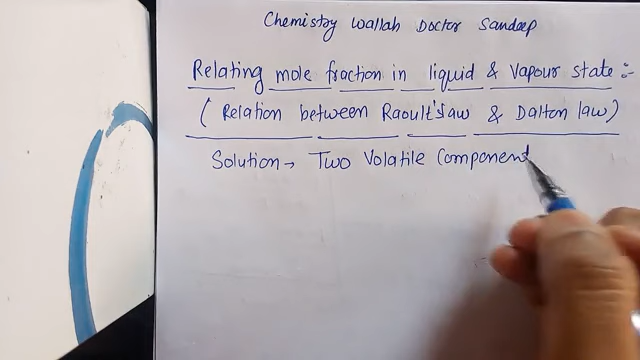 Chemistry Wallah Doctor Sandeep
Relating mole fraction in liquid & Vapour state:-
(Relation between Raoult's law & Dalton law)
Solution → Two Volatile Component